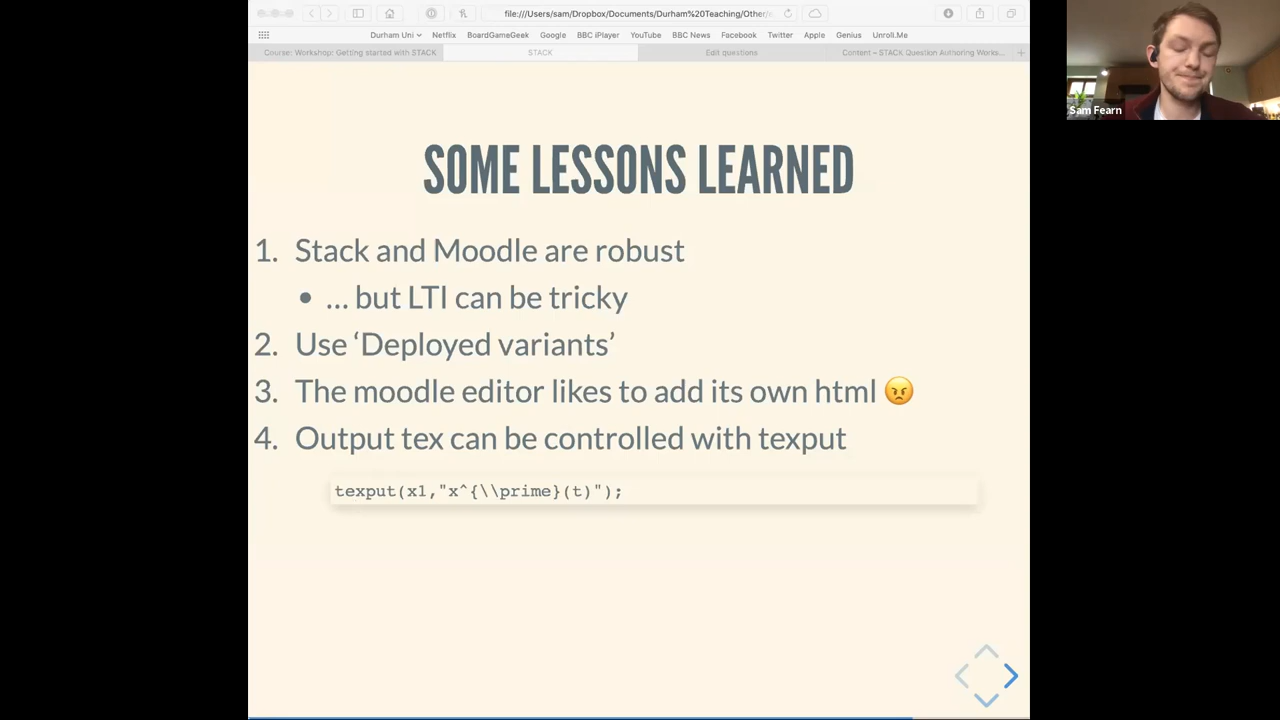 file:///Users/sam/Dropbox/Documents/Durham%20Teaching/Other/
Durham Uni Netflix BoardGameGeek Google BBC iPlayer YouTube BBC News Facebook Twitter Apple Genius Unroll.Me
Course: Workshop: Getting started with STACK STACK Edit questions Content – STACK Question Authoring Works...
Sam Fearn
SOME LESSONS LEARNED
1. Stack and Moodle are robust
• ... but LTI can be tricky
2. Use ‘Deployed variants’
3. The moodle editor likes to add its own html 😠
4. Output tex can be controlled with texput
texput(x1,"x^{\\prime}(t)");